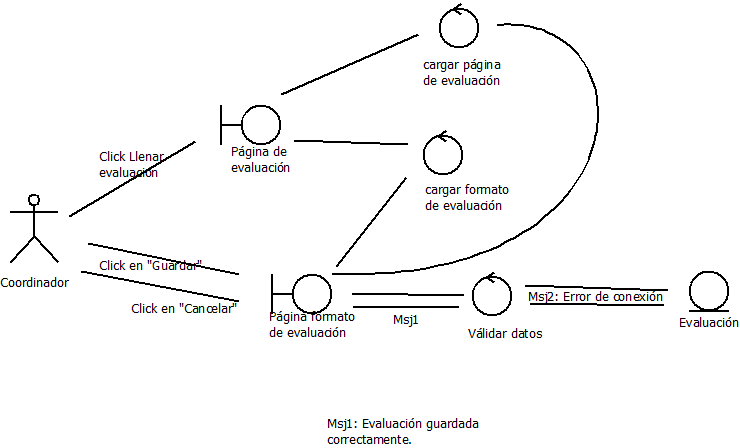 cargar página
de evaluación
Click Llenar
evaluación
Página de
evaluación
cargar formato
de evaluación
Coordinador
Click en "Guardar"
Click en "Cancelar"
Página formato
de evaluación
Msj1
Válidar datos
Msj2: Error de conexión
Evaluación
Msj1: Evaluación guardada
correctamente.